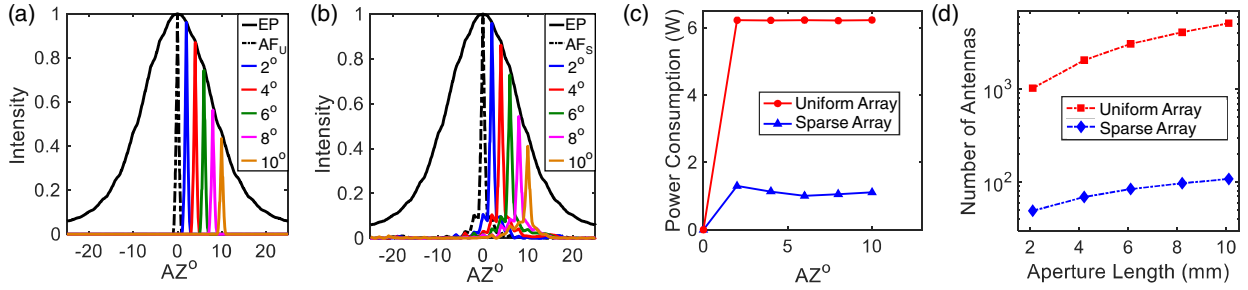 (a)
Intensity
1
0.8
0.6
0.4
0.2
0
-20
-10
0
10
20
AZ°
EP
AF_U
2°
4°
6°
8°
10°
(b)
Intensity
1
0.8
0.6
0.4
0.2
0
-20
-10
0
10
20
AZ°
EP
AF_S
2°
4°
6°
8°
10°
(c)
Power Consumption (W)
6
4
2
0
0
5
10
AZ°
Uniform Array
Sparse Array
(d)
Number of Antennas
10³
10²
2
4
6
8
10
Aperture Length (mm)
Uniform Array
Sparse Array